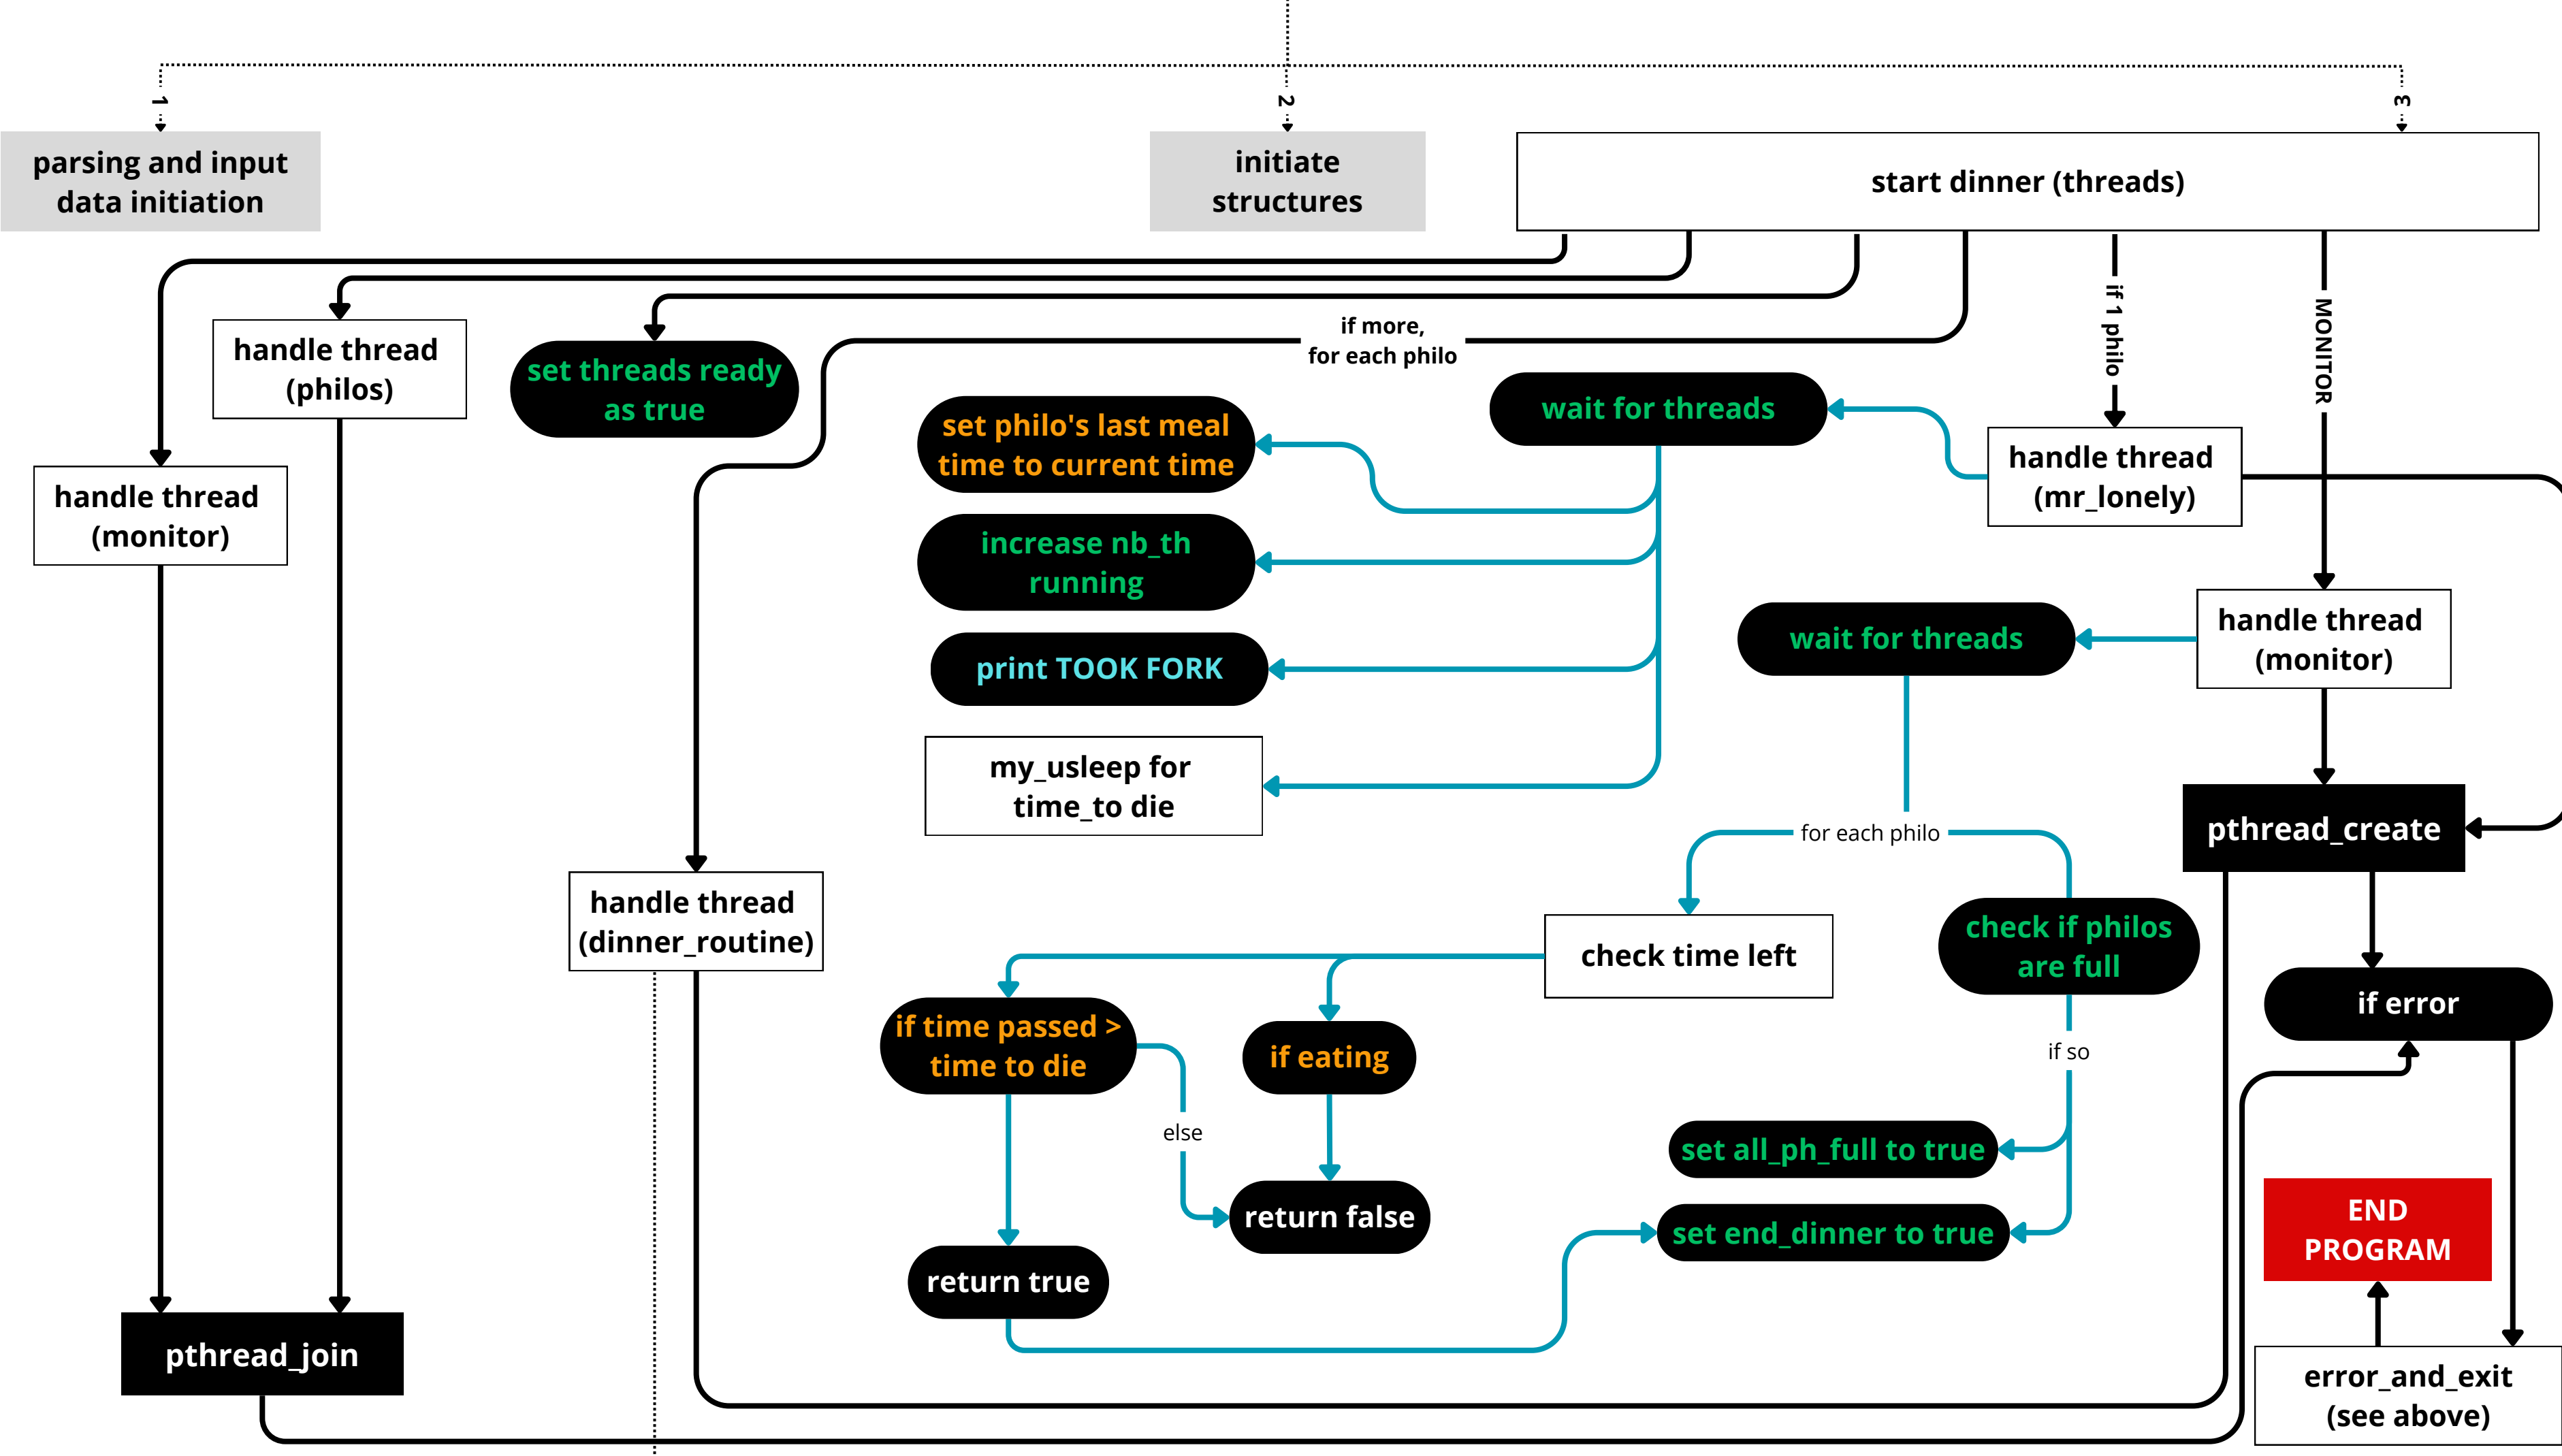 1
2
3
parsing and input
data initiation
initiate
structures
start dinner (threads)
if more,
for each philo
if 1 philo
MONITOR
handle thread
(philos)
set threads ready
as true
handle thread
(monitor)
set philo's last meal
time to current time
wait for threads
handle thread
(mr_lonely)
increase nb_th
running
print TOOK FORK
my_usleep for
time_to die
wait for threads
handle thread
(monitor)
for each philo
pthread_create
handle thread
(dinner_routine)
check time left
check if philos
are full
if error
if time passed >
time to die
if eating
if so
else
return false
return true
set all_ph_full to true
set end_dinner to true
END
PROGRAM
pthread_join
error_and_exit
(see above)